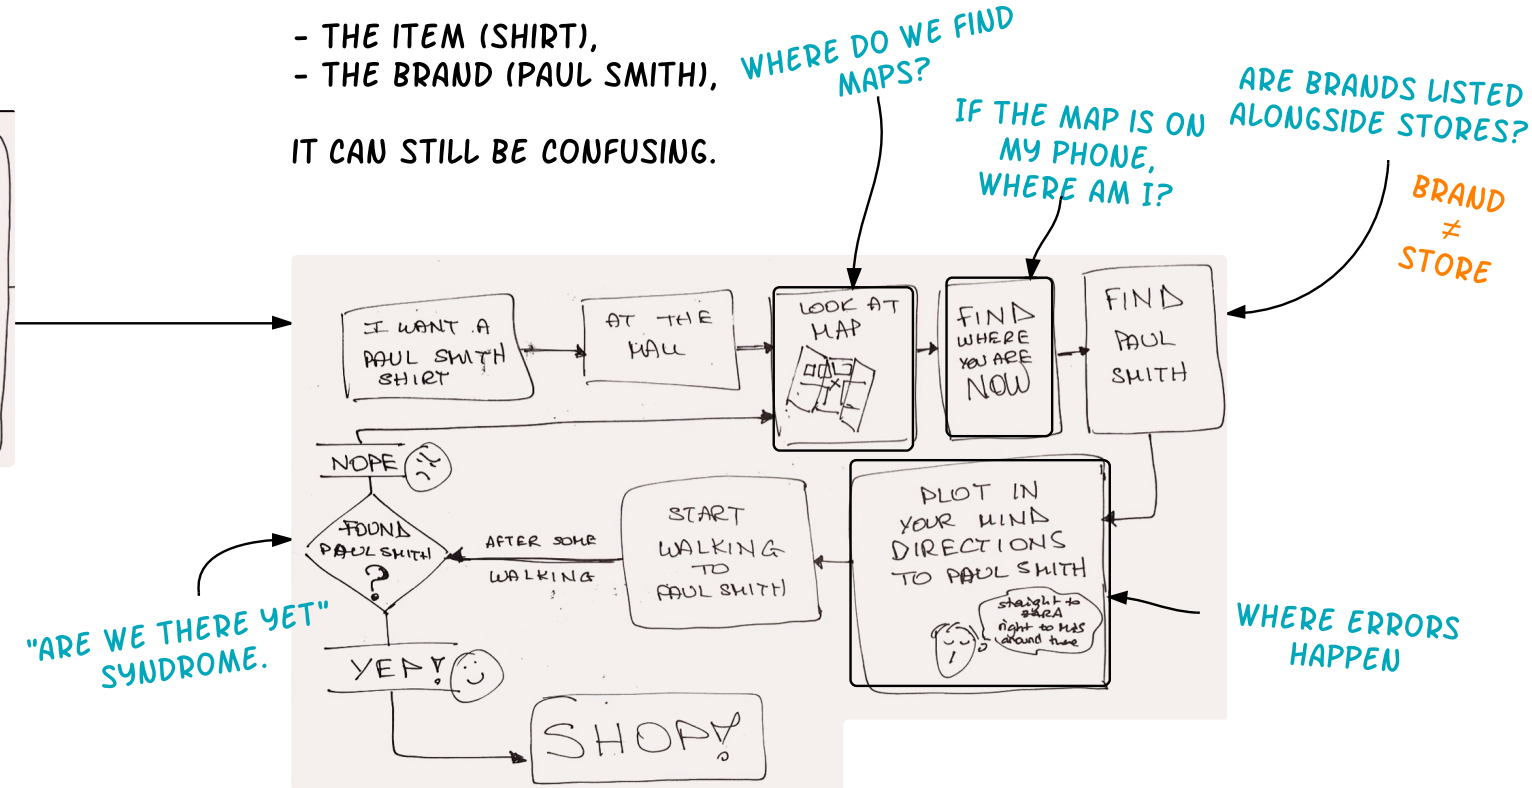 - THE ITEM (SHIRT),
- THE BRAND (PAUL SMITH),
IT CAN STILL BE CONFUSING.
WHERE DO WE FIND
MAPS?
IF THE MAP IS ON
MY PHONE,
WHERE AM I?
ARE BRANDS LISTED
ALONGSIDE STORES?
BRAND
≠
STORE
I WANT A
PAUL SMITH
SHIRT
AT THE
MALL
LOOK AT
MAP
FIND
WHERE
YOU ARE
NOW
FIND
PAUL
SMITH
PLOT IN
YOUR MIND
DIRECTIONS
TO PAUL SMITH
straight to
ZARA
right to M&S
around there
WHERE ERRORS
HAPPEN
START
WALKING
TO
PAUL SMITH
AFTER SOME
WALKING
NOPE
FOUND
PAUL SMITH
?
"ARE WE THERE YET"
SYNDROME.
YEP!
SHOP!